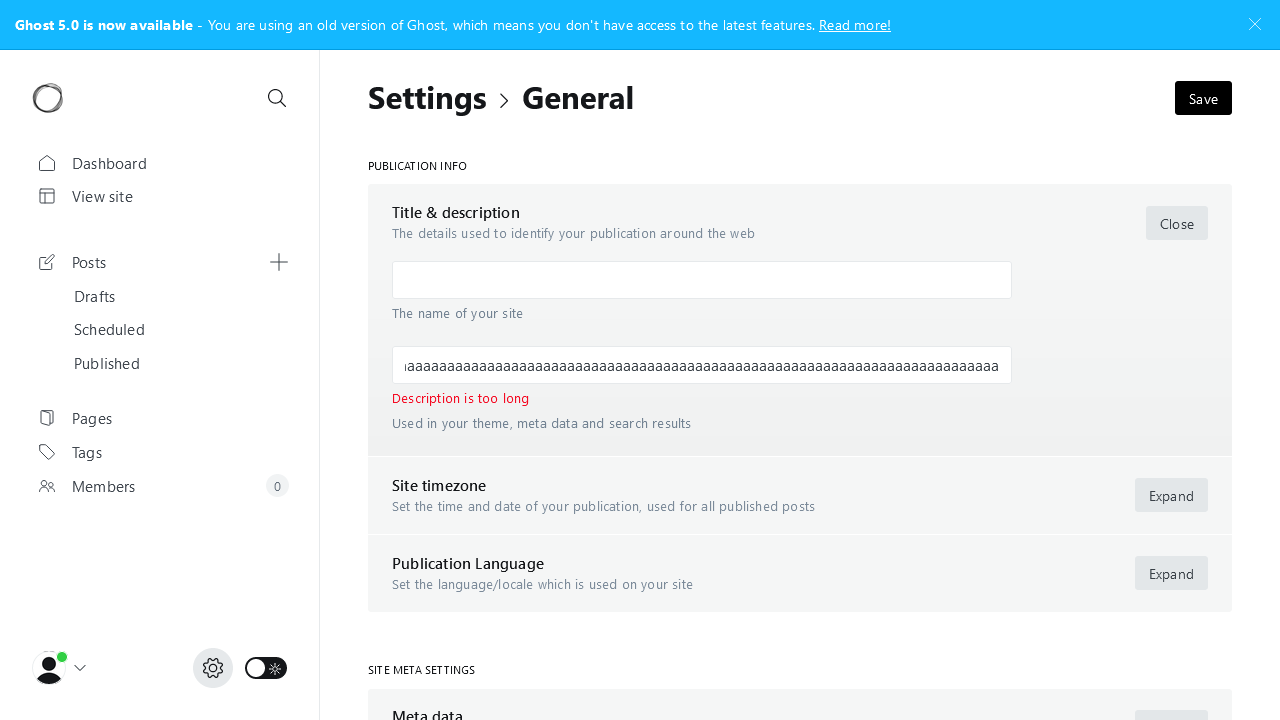 Ghost 5.0 is now available - You are using an old version of Ghost, which means you don't have access to the latest features. Read more!
Settings > General
Save
Dashboard
View site
Posts
Drafts
Scheduled
Published
Pages
Tags
Members
0
PUBLICATION INFO
Title & description
The details used to identify your publication around the web
Close
The name of your site
Description is too long
Used in your theme, meta data and search results
Site timezone
Set the time and date of your publication, used for all published posts
Expand
Publication Language
Set the language/locale which is used on your site
Expand
SITE META SETTINGS
Meta data